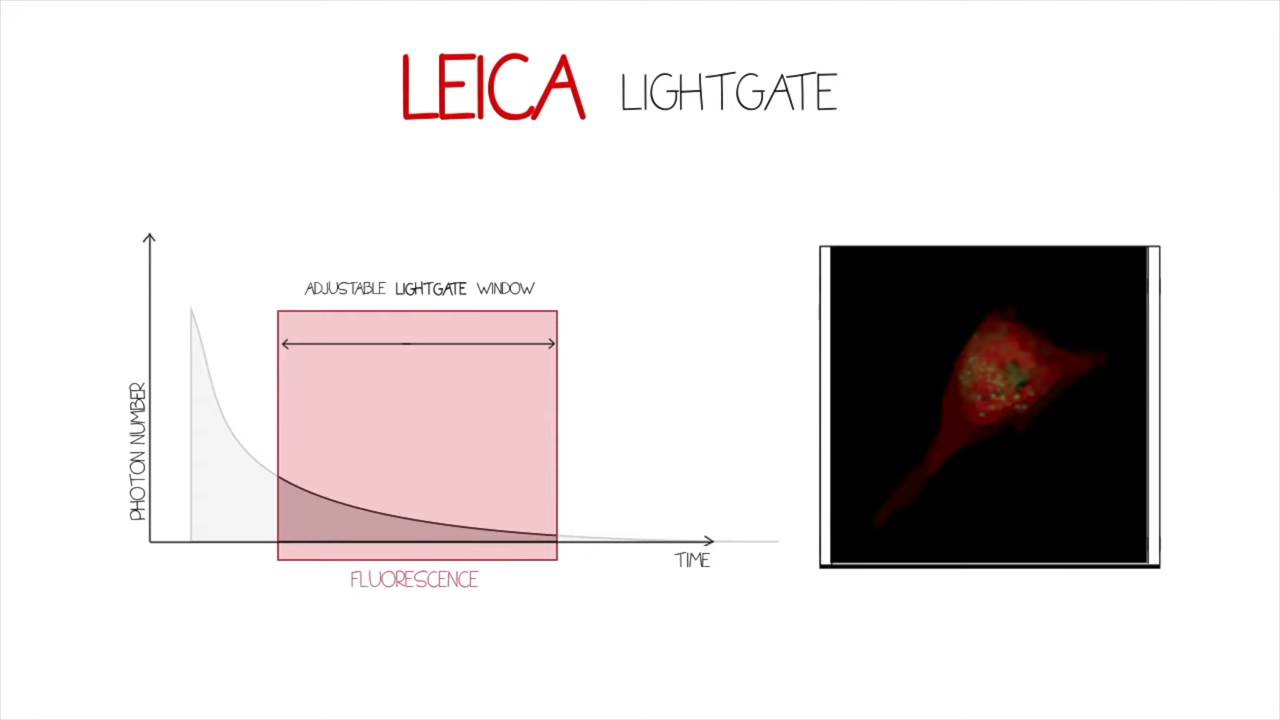 LEICA LIGHTGATE
ADJUSTABLE LIGHTGATE WINDOW
PHOTON NUMBER
TIME
FLUORESCENCE